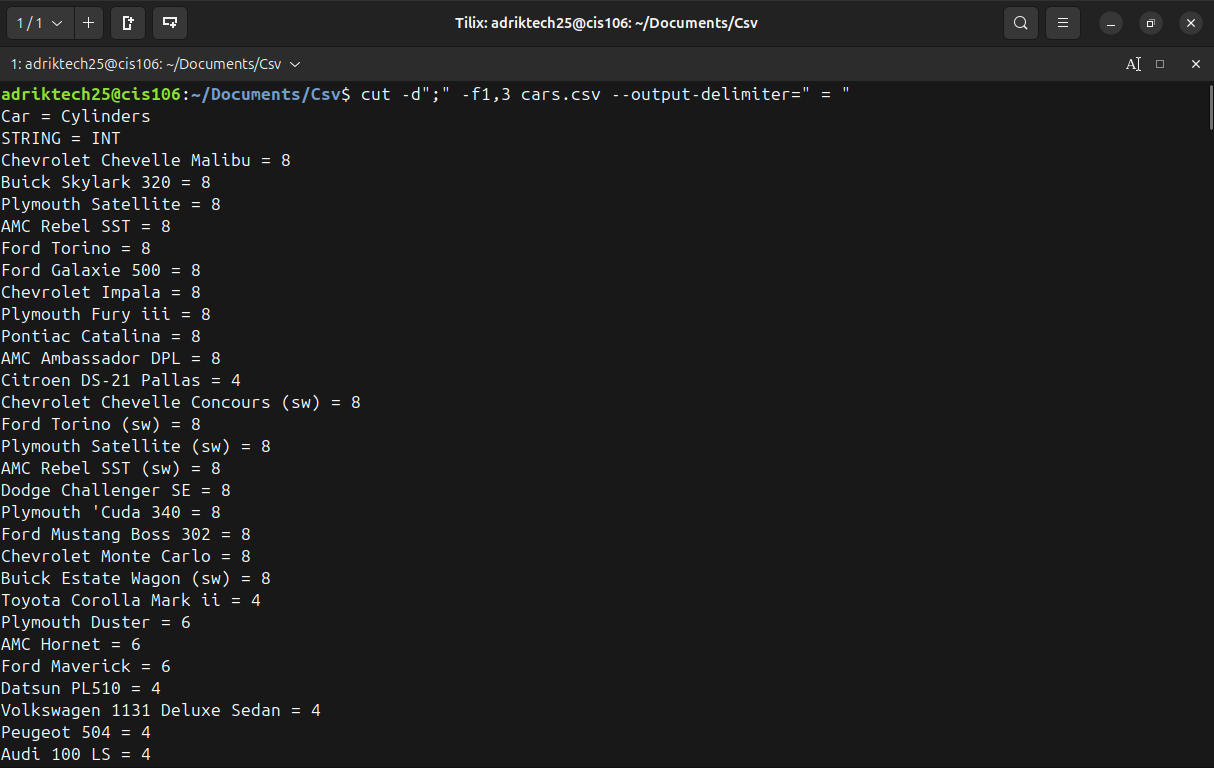 1 / 1
Tilix: adriktech25@cis106: ~/Documents/Csv
1: adriktech25@cis106: ~/Documents/Csv
adriktech25@cis106:~/Documents/Csv$ cut -d";" -f1,3 cars.csv --output-delimiter=" = "
Car = Cylinders
STRING = INT
Chevrolet Chevelle Malibu = 8
Buick Skylark 320 = 8
Plymouth Satellite = 8
AMC Rebel SST = 8
Ford Torino = 8
Ford Galaxie 500 = 8
Chevrolet Impala = 8
Plymouth Fury iii = 8
Pontiac Catalina = 8
AMC Ambassador DPL = 8
Citroen DS-21 Pallas = 4
Chevrolet Chevelle Concours (sw) = 8
Ford Torino (sw) = 8
Plymouth Satellite (sw) = 8
AMC Rebel SST (sw) = 8
Dodge Challenger SE = 8
Plymouth 'Cuda 340 = 8
Ford Mustang Boss 302 = 8
Chevrolet Monte Carlo = 8
Buick Estate Wagon (sw) = 8
Toyota Corolla Mark ii = 4
Plymouth Duster = 6
AMC Hornet = 6
Ford Maverick = 6
Datsun PL510 = 4
Volkswagen 1131 Deluxe Sedan = 4
Peugeot 504 = 4
Audi 100 LS = 4